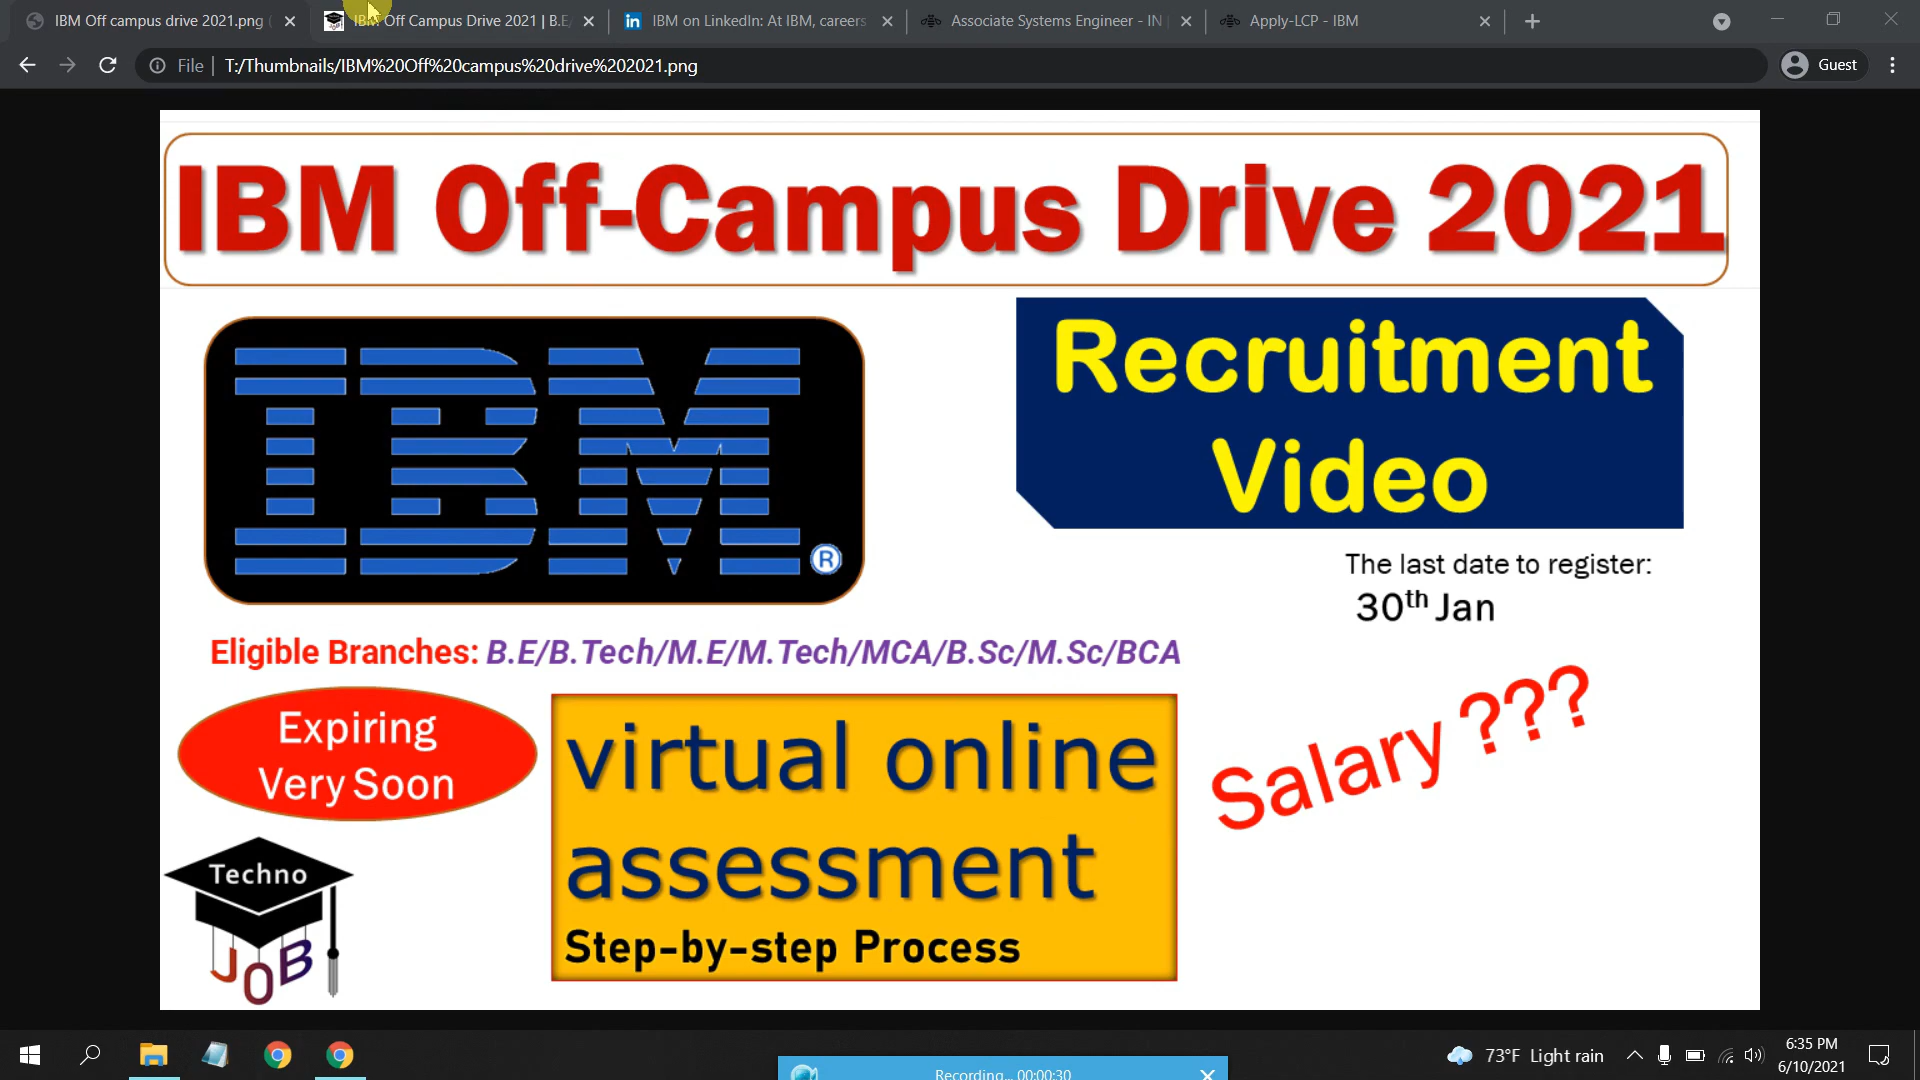 IBM Off campus drive 2021.png (
IBM Off Campus Drive 2021 | B.E/
IBM on LinkedIn: At IBM, careers
Associate Systems Engineer - IN
Apply-LCP - IBM
File
T:/Thumbnails/IBM%20Off%20campus%20drive%202021.png
Guest
IBM Off-Campus Drive 2021
IBM®
Recruitment
Video
The last date to register:
30th Jan
Eligible Branches: B.E/B.Tech/M.E/M.Tech/MCA/B.Sc/M.Sc/BCA
Expiring
Very Soon
virtual online
assessment
Step-by-step Process
Salary ???
Techno
JOB
73°F Light rain
6:35 PM
6/10/2021
Recording... 00:00:30